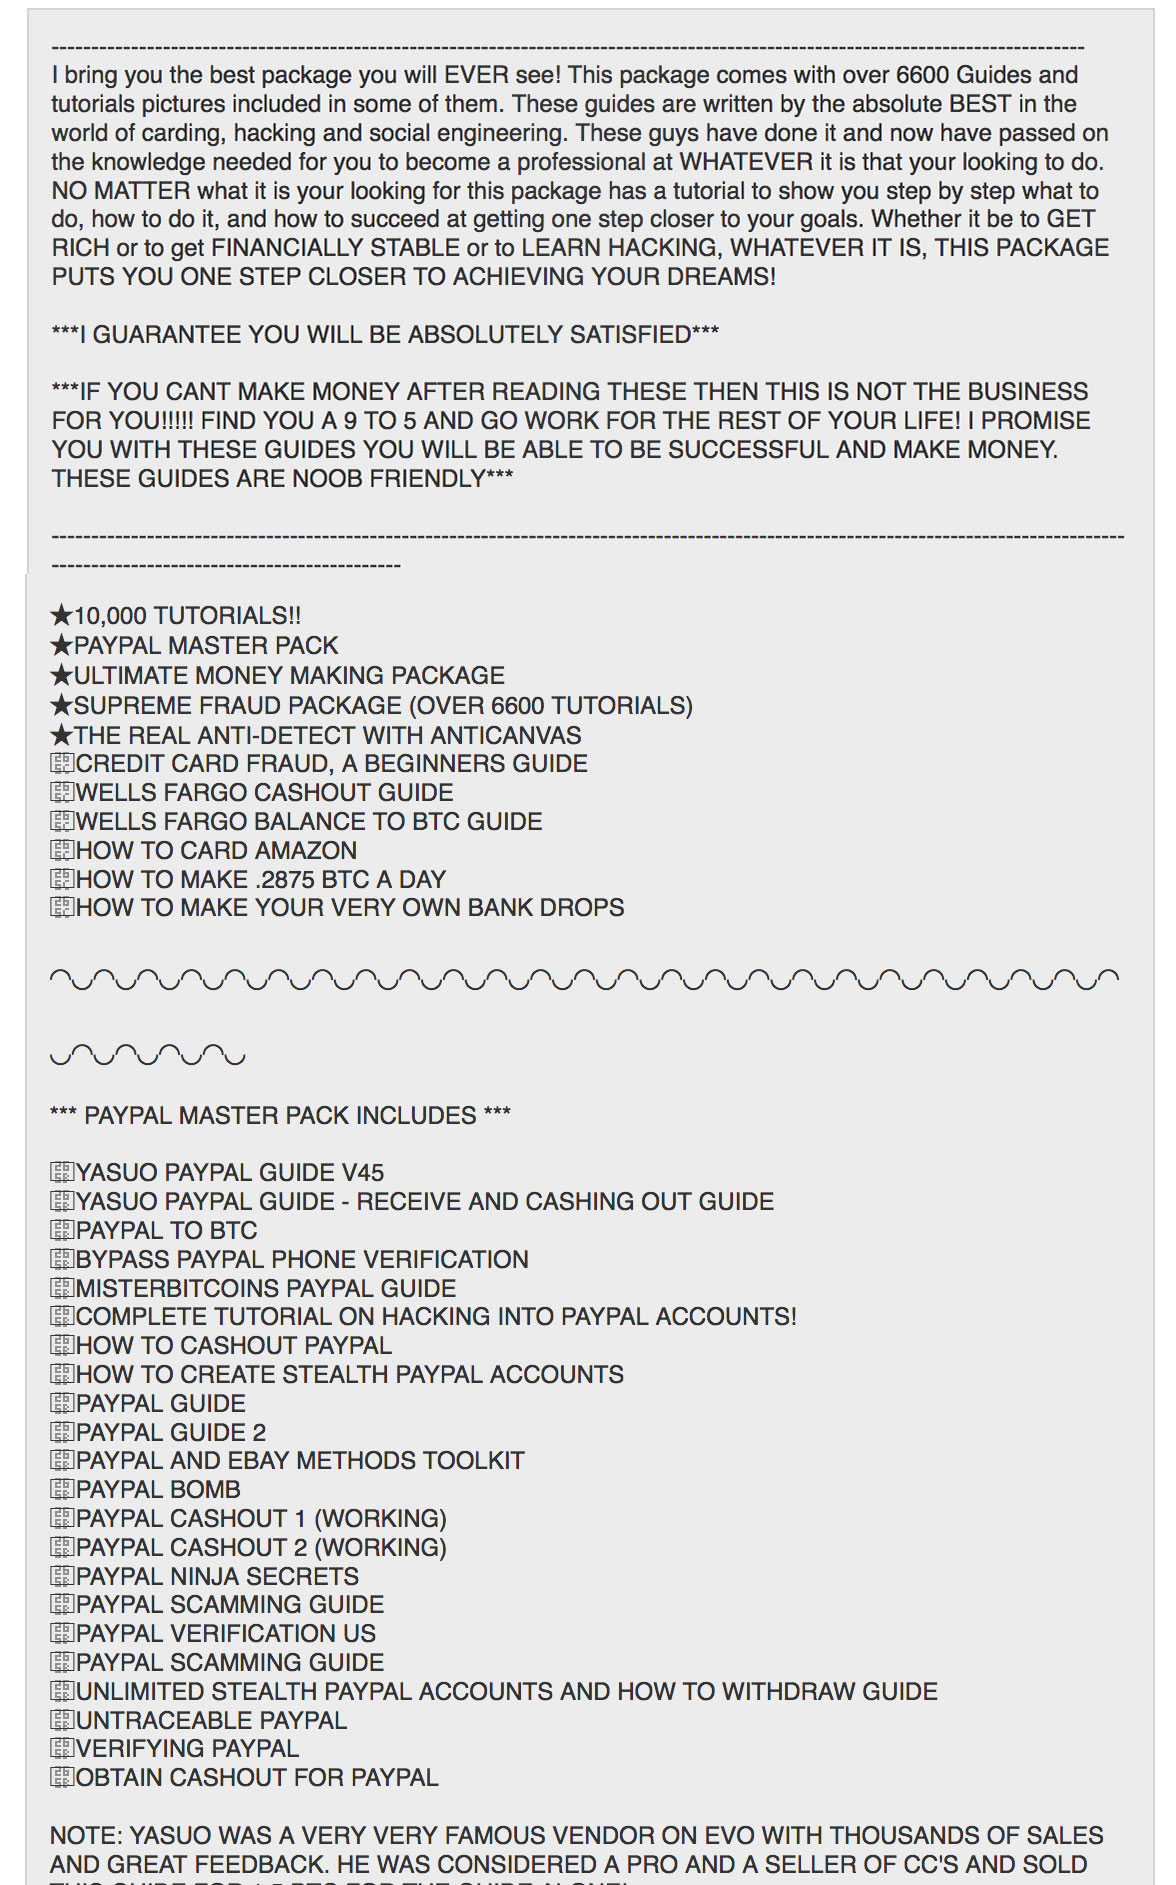 I bring you the best package you will EVER see! This package comes with over 6600 Guides and
tutorials pictures included in some of them. These guides are written by the absolute BEST in the
world of carding, hacking and social engineering. These guys have done it and now have passed on
the knowledge needed for you to become a professional at WHATEVER it is that your looking to do.
NO MATTER what it is your looking for this package has a tutorial to show you step by step what to
do, how to do it, and how to succeed at getting one step closer to your goals. Whether it be to GET
RICH or to get FINANCIALLY STABLE or to LEARN HACKING, WHATEVER IT IS, THIS PACKAGE
PUTS YOU ONE STEP CLOSER TO ACHIEVING YOUR DREAMS!
***I GUARANTEE YOU WILL BE ABSOLUTELY SATISFIED***
***IF YOU CANT MAKE MONEY AFTER READING THESE THEN THIS IS NOT THE BUSINESS
FOR YOU!!!!! FIND YOU A 9 TO 5 AND GO WORK FOR THE REST OF YOUR LIFE! I PROMISE
YOU WITH THESE GUIDES YOU WILL BE ABLE TO BE SUCCESSFUL AND MAKE MONEY.
THESE GUIDES ARE NOOB FRIENDLY***
★10,000 TUTORIALS!!
★PAYPAL MASTER PACK
★ULTIMATE MONEY MAKING PACKAGE
★SUPREME FRAUD PACKAGE (OVER 6600 TUTORIALS)
★THE REAL ANTI-DETECT WITH ANTICANVAS
CREDIT CARD FRAUD, A BEGINNERS GUIDE
WELLS FARGO CASHOUT GUIDE
WELLS FARGO BALANCE TO BTC GUIDE
HOW TO CARD AMAZON
HOW TO MAKE .2875 BTC A DAY
HOW TO MAKE YOUR VERY OWN BANK DROPS
*** PAYPAL MASTER PACK INCLUDES ***
YASUO PAYPAL GUIDE V45
YASUO PAYPAL GUIDE - RECEIVE AND CASHING OUT GUIDE
PAYPAL TO BTC
BYPASS PAYPAL PHONE VERIFICATION
MISTERBITCOINS PAYPAL GUIDE
COMPLETE TUTORIAL ON HACKING INTO PAYPAL ACCOUNTS!
HOW TO CASHOUT PAYPAL
HOW TO CREATE STEALTH PAYPAL ACCOUNTS
PAYPAL GUIDE
PAYPAL GUIDE 2
PAYPAL AND EBAY METHODS TOOLKIT
PAYPAL BOMB
PAYPAL CASHOUT 1 (WORKING)
PAYPAL CASHOUT 2 (WORKING)
PAYPAL NINJA SECRETS
PAYPAL SCAMMING GUIDE
PAYPAL VERIFICATION US
PAYPAL SCAMMING GUIDE
UNLIMITED STEALTH PAYPAL ACCOUNTS AND HOW TO WITHDRAW GUIDE
UNTRACEABLE PAYPAL
VERIFYING PAYPAL
OBTAIN CASHOUT FOR PAYPAL
NOTE: YASUO WAS A VERY VERY FAMOUS VENDOR ON EVO WITH THOUSANDS OF SALES
AND GREAT FEEDBACK. HE WAS CONSIDERED A PRO AND A SELLER OF CC'S AND SOLD